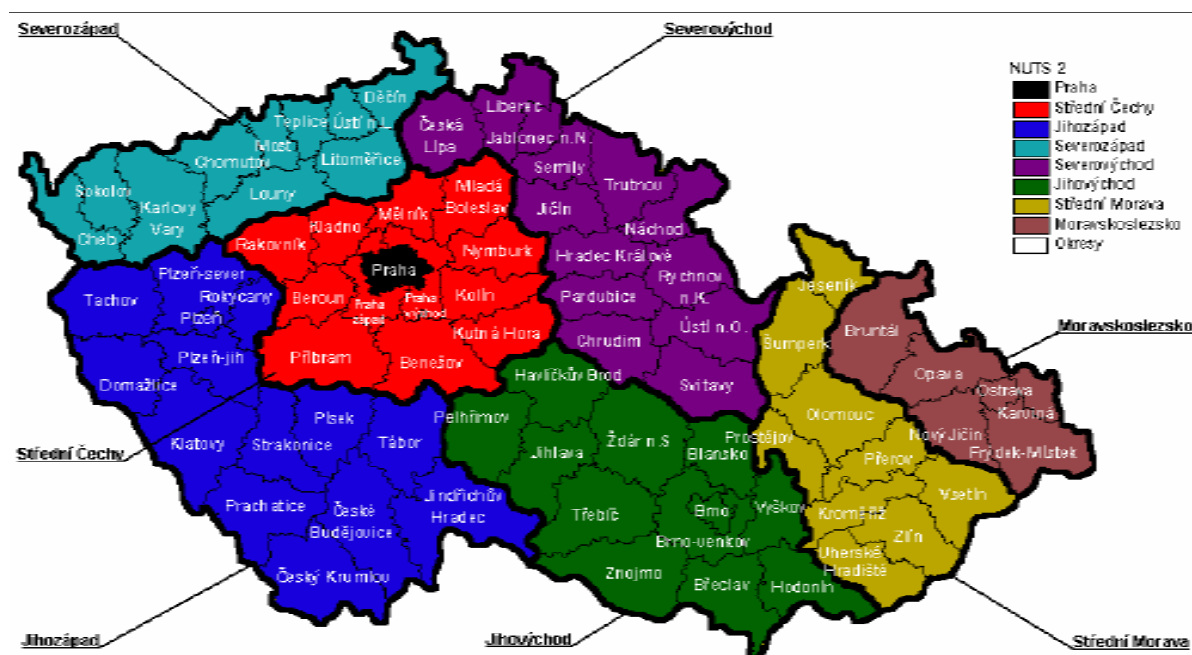 Severozápad
Severovýchod
NUTS 2
Praha
Střední Čechy
Jihozápad
Severozápad
Severovýchod
Jihovýchod
Střední Morava
Moravskoslezsko
Okresy
Děčín
Teplice
Ústí n.L.
Most
Chomutov
Litoměřice
Louny
Sokolov
Karlovy
Vary
Cheb
Liberec
Česká
Lípa
Jablonec n.N.
Semily
Trutnov
Jičín
Náchod
Hradec Králové
Rychnov
n.K.
Pardubice
Ústí n.O.
Chrudim
Svitavy
Mladá
Boleslav
Mělník
Kladno
Rakovník
Nymburk
Praha
Beroun
Praha
západ
Praha
východ
Kolín
Kutná Hora
Příbram
Benešov
Plzeň-sever
Tachov
Rokycany
Plzeň
Plzeň-jih
Domažlice
Klatovy
Písek
Strakonice
Tábor
Prachatice
České
Budějovice
Jindřichův
Hradec
Český Krumlov
Havlíčkův Brod
Pelhřimov
Jihlava
Žďár n.S
Blansko
Třebíč
Brno
Vyškov
Brno-venkov
Znojmo
Břeclav
Hodonín
Jeseník
Šumperk
Olomouc
Prostějov
Přerov
Kroměříž
Vsetín
Zlín
Uherské
Hradiště
Bruntál
Opava
Ostrava
Karviná
Nový Jičín
Frýdek-Místek
Moravskoslezsko
Střední Čechy
Jihozápad
Jihovýchod
Střední Morava